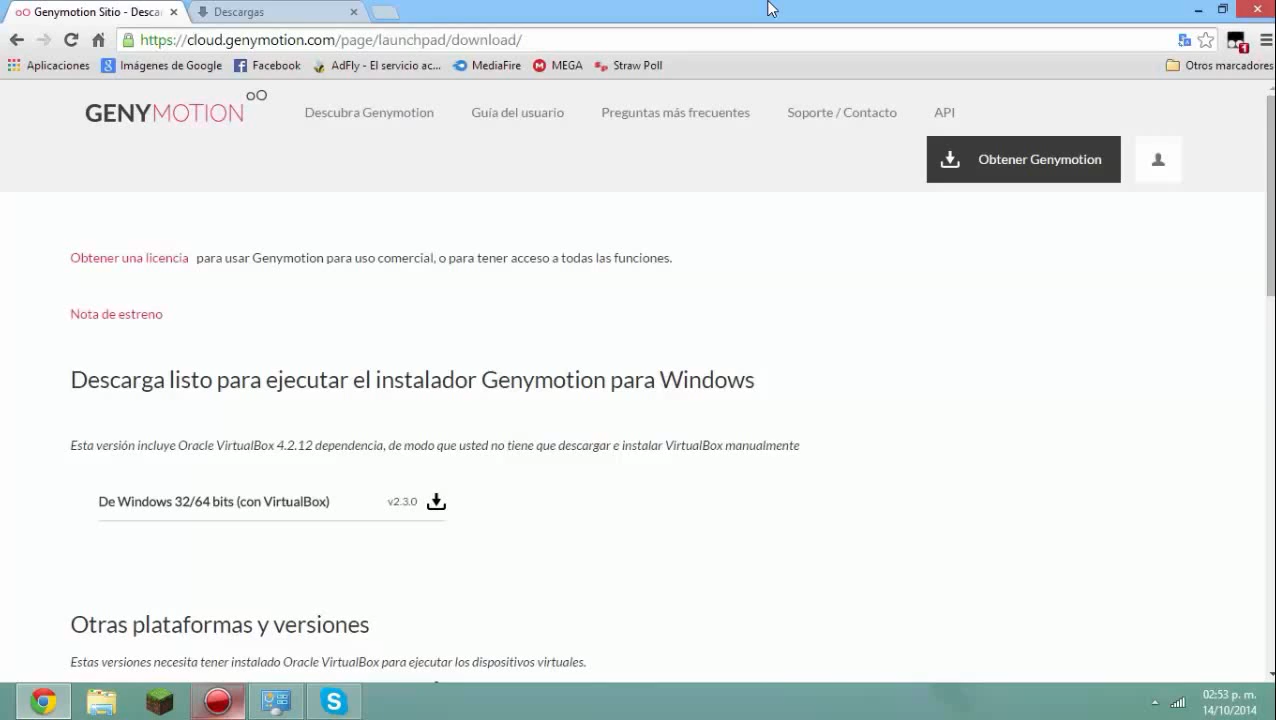 Genymotion Sitio - Desca
Descargas
https://cloud.genymotion.com/page/launchpad/download/
Aplicaciones
Imágenes de Google
Facebook
AdFly - El servicio ac...
MediaFire
MEGA
Straw Poll
Otros marcadores
GENYMOTION
Descubra Genymotion
Guía del usuario
Preguntas más frecuentes
Soporte / Contacto
API
Obtener Genymotion
Obtener una licencia para usar Genymotion para uso comercial, o para tener acceso a todas las funciones.
Nota de estreno
Descarga listo para ejecutar el instalador Genymotion para Windows
Esta versión incluye Oracle VirtualBox 4.2.12 dependencia, de modo que usted no tiene que descargar e instalar VirtualBox manualmente
De Windows 32/64 bits (con VirtualBox) v2.3.0
Otras plataformas y versiones
Estas versiones necesita tener instalado Oracle VirtualBox para ejecutar los dispositivos virtuales.
02:53 p. m.
14/10/2014